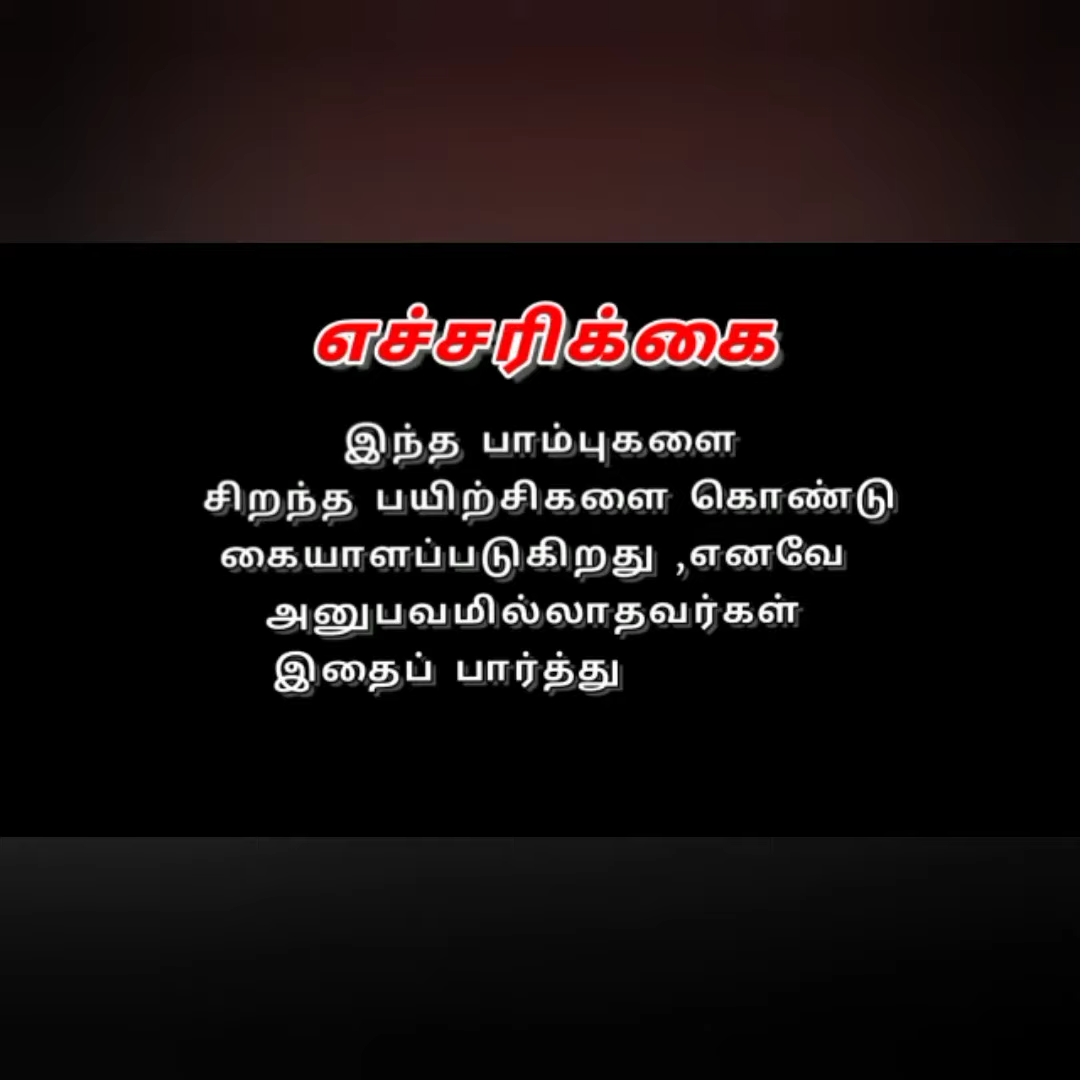 எச்சரிக்கை
இந்த பாம்புகளை
சிறந்த பயிற்சிகளை கொண்டு
கையாளப்படுகிறது ,எனவே
அனுபவமில்லாதவர்கள்
இதைப் பார்த்து